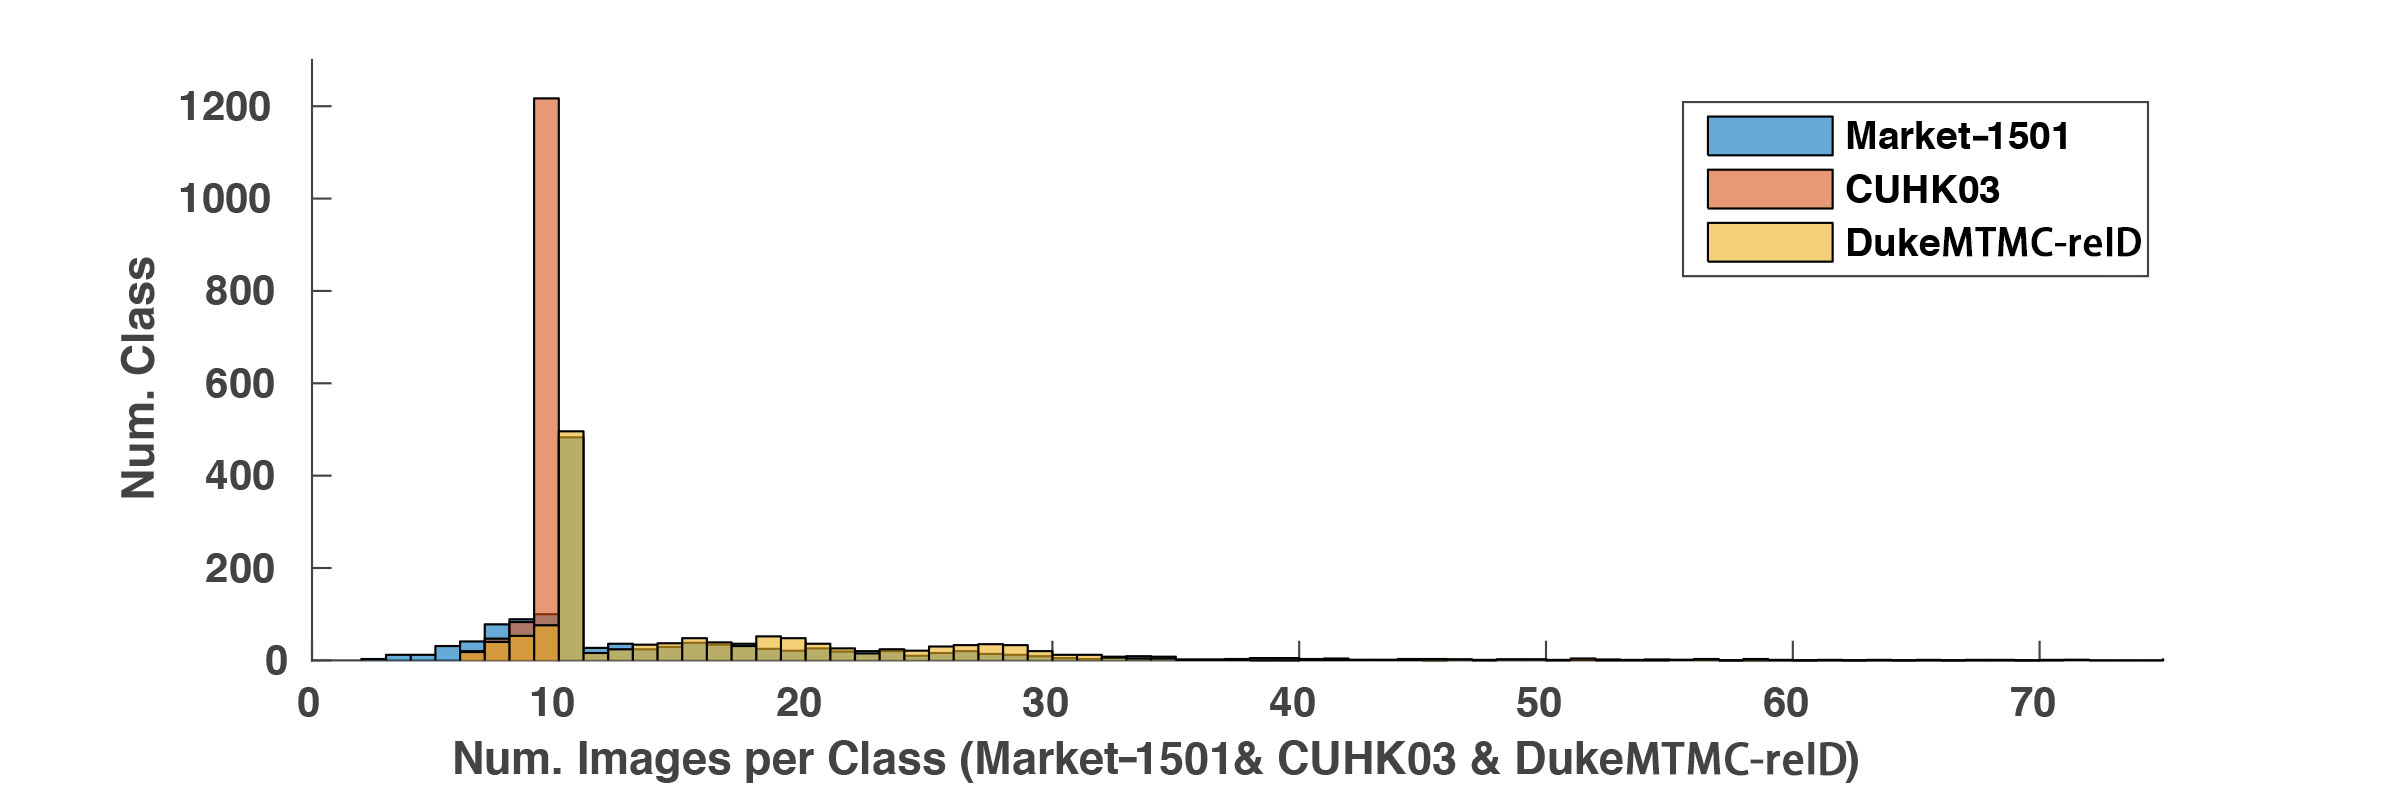 1200
1000
800
600
400
200
0
Num. Class
Market-1501
CUHK03
DukeMTMC-reID
0 10 20 30 40 50 60 70
Num. Images per Class (Market-1501& CUHK03 & DukeMTMC-reID)